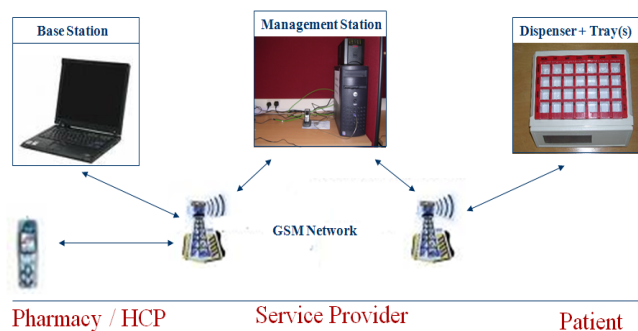 Base Station
Management Station
Dispenser + Tray(s)
GSM Network
Pharmacy / HCP
Service Provider
Patient